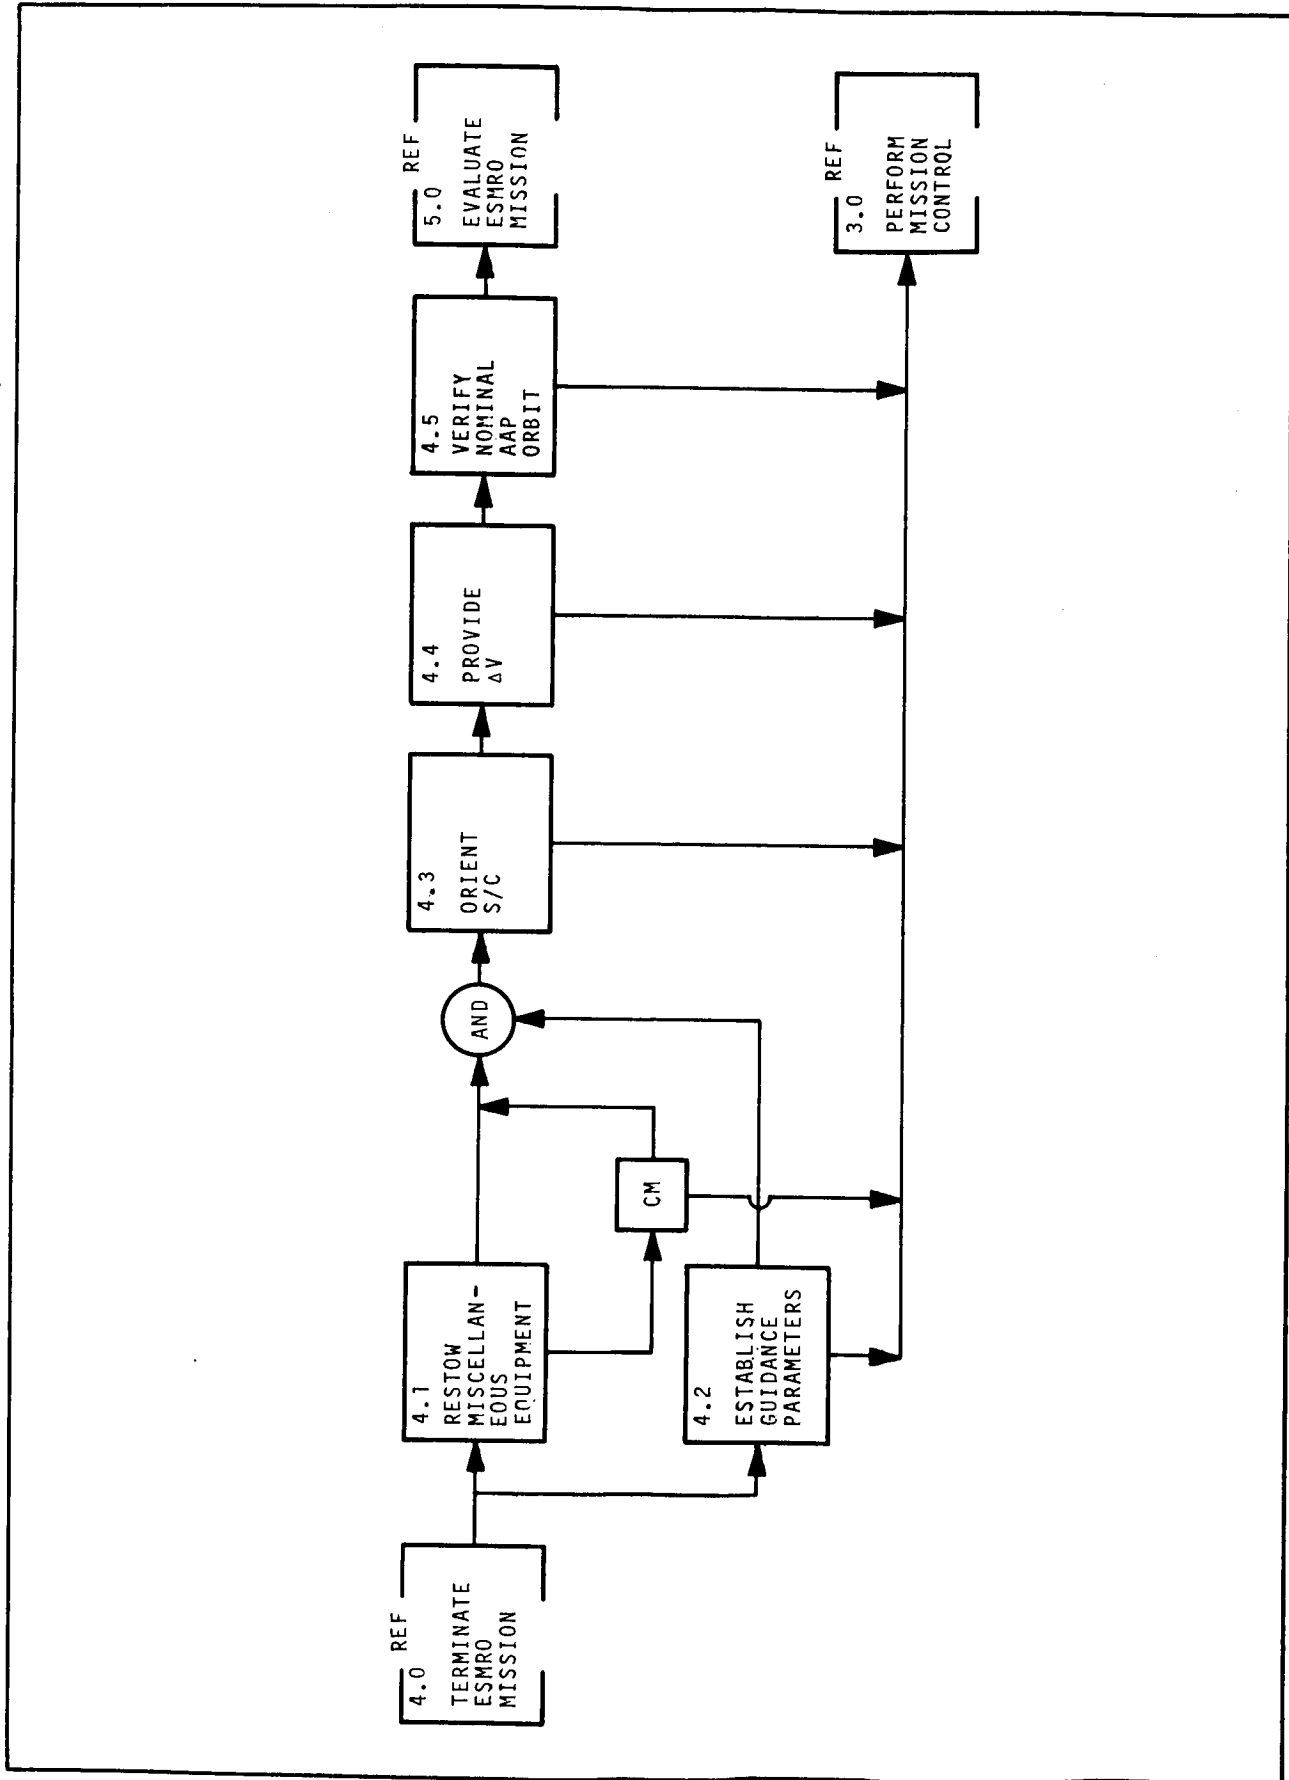 4.0 REF
TERMINATE
ESMRO
MISSION
4.1
RESTOW
MISCELLAN-
EOUS
EQUIPMENT
4.2
ESTABLISH
GUIDANCE
PARAMETERS
CM
AND
4.3
ORIENT
S/C
4.4
PROVIDE
ΔV
4.5
VERIFY
NOMINAL
AAP
ORBIT
5.0 REF
EVALUATE
ESMRO
MISSION
3.0 REF
PERFORM
MISSION
CONTROL